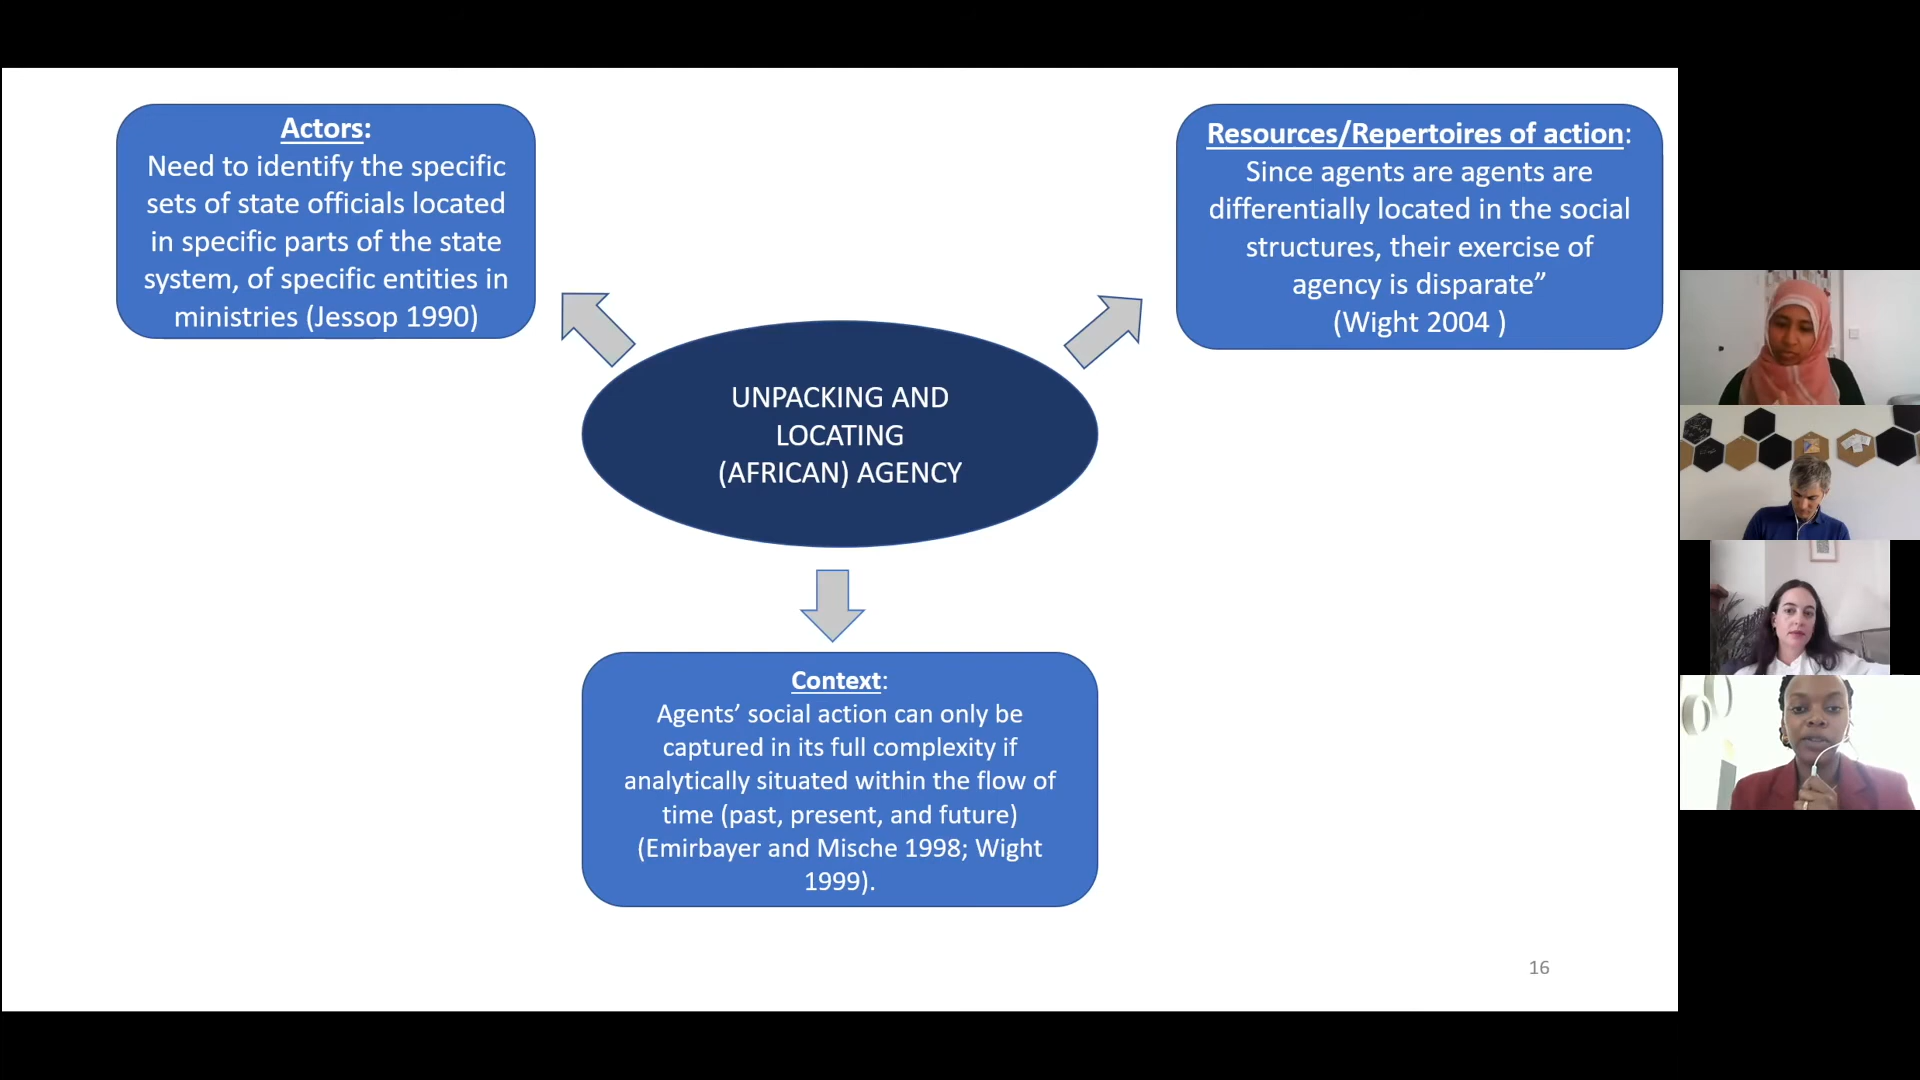 Actors:
Need to identify the specific
sets of state officials located
in specific parts of the state
system, of specific entities in
ministries (Jessop 1990)
Resources/Repertoires of action:
Since agents are agents are
differentially located in the social
structures, their exercise of
agency is disparate”
(Wight 2004 )
UNPACKING AND
LOCATING
(AFRICAN) AGENCY
Context:
Agents’ social action can only be
captured in its full complexity if
analytically situated within the flow of
time (past, present, and future)
(Emirbayer and Mische 1998; Wight
1999).
16